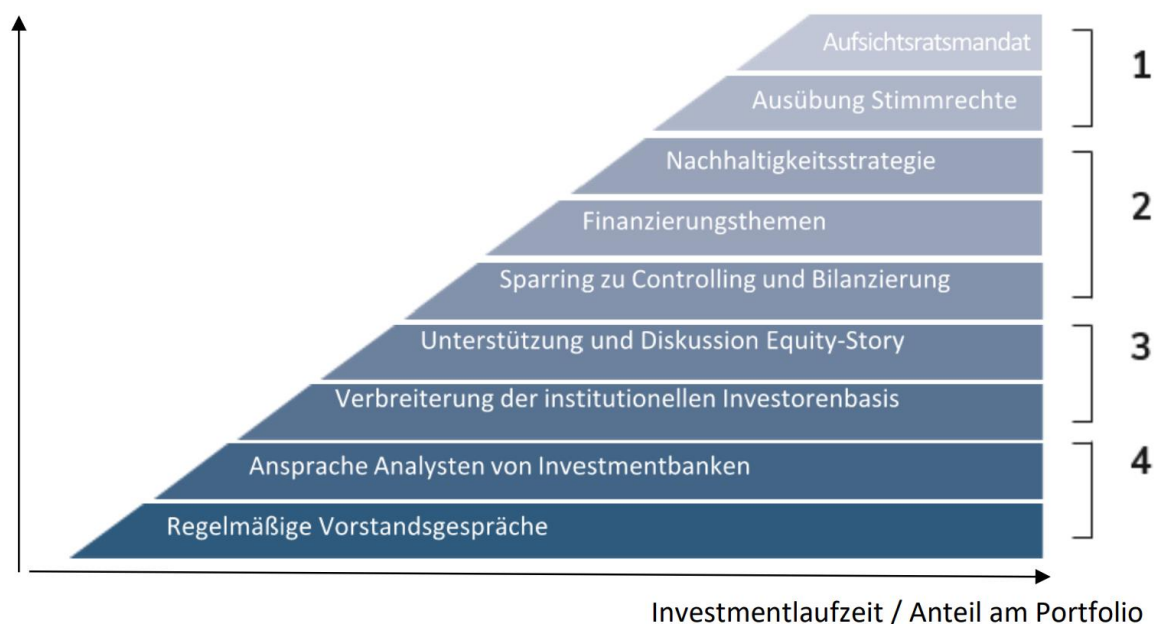 Aufsichtsratsmandat
1
Ausübung Stimmrechte
Nachhaltigkeitsstrategie
2
Finanzierungsthemen
Sparring zu Controlling und Bilanzierung
Unterstützung und Diskussion Equity-Story
3
Verbreiterung der institutionellen Investorenbasis
Ansprache Analysten von Investmentbanken
4
Regelmäßige Vorstandsgespräche
Investmentlaufzeit / Anteil am Portfolio